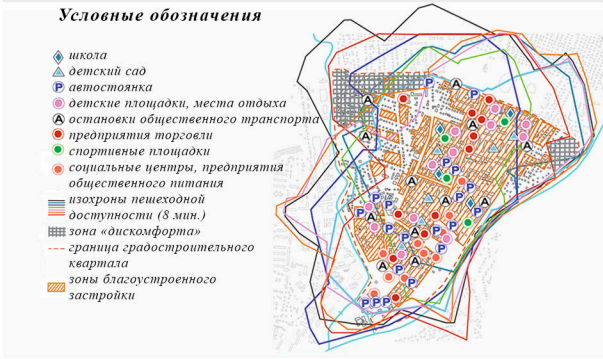 Условные обозначения
школа
детский сад
P автостоянка
детские площадки, места отдыха
A остановки общественного транспорта
предприятия торговли
спортивные площадки
социальные центры, предприятия
общественного питания
изохроны пешеходной
доступности (8 мин.)
зона «дискомфорта»
граница градостроительного
квартала
зоны благоустроенного
застройки